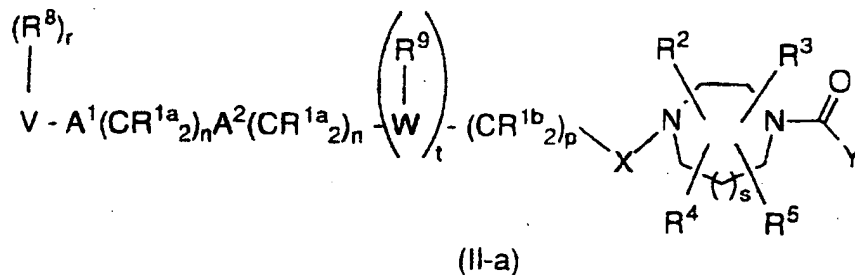 (R⁸)ᵣ
R⁹
V - A¹(CR¹ᵃ₂)ₙA²(CR¹ᵃ₂)ₙ - W
t
- (CR¹ᵇ₂)ₚ
X
N
R²
R³
N
O
Y
( )ₛ
R⁴
R⁵
(II-a)